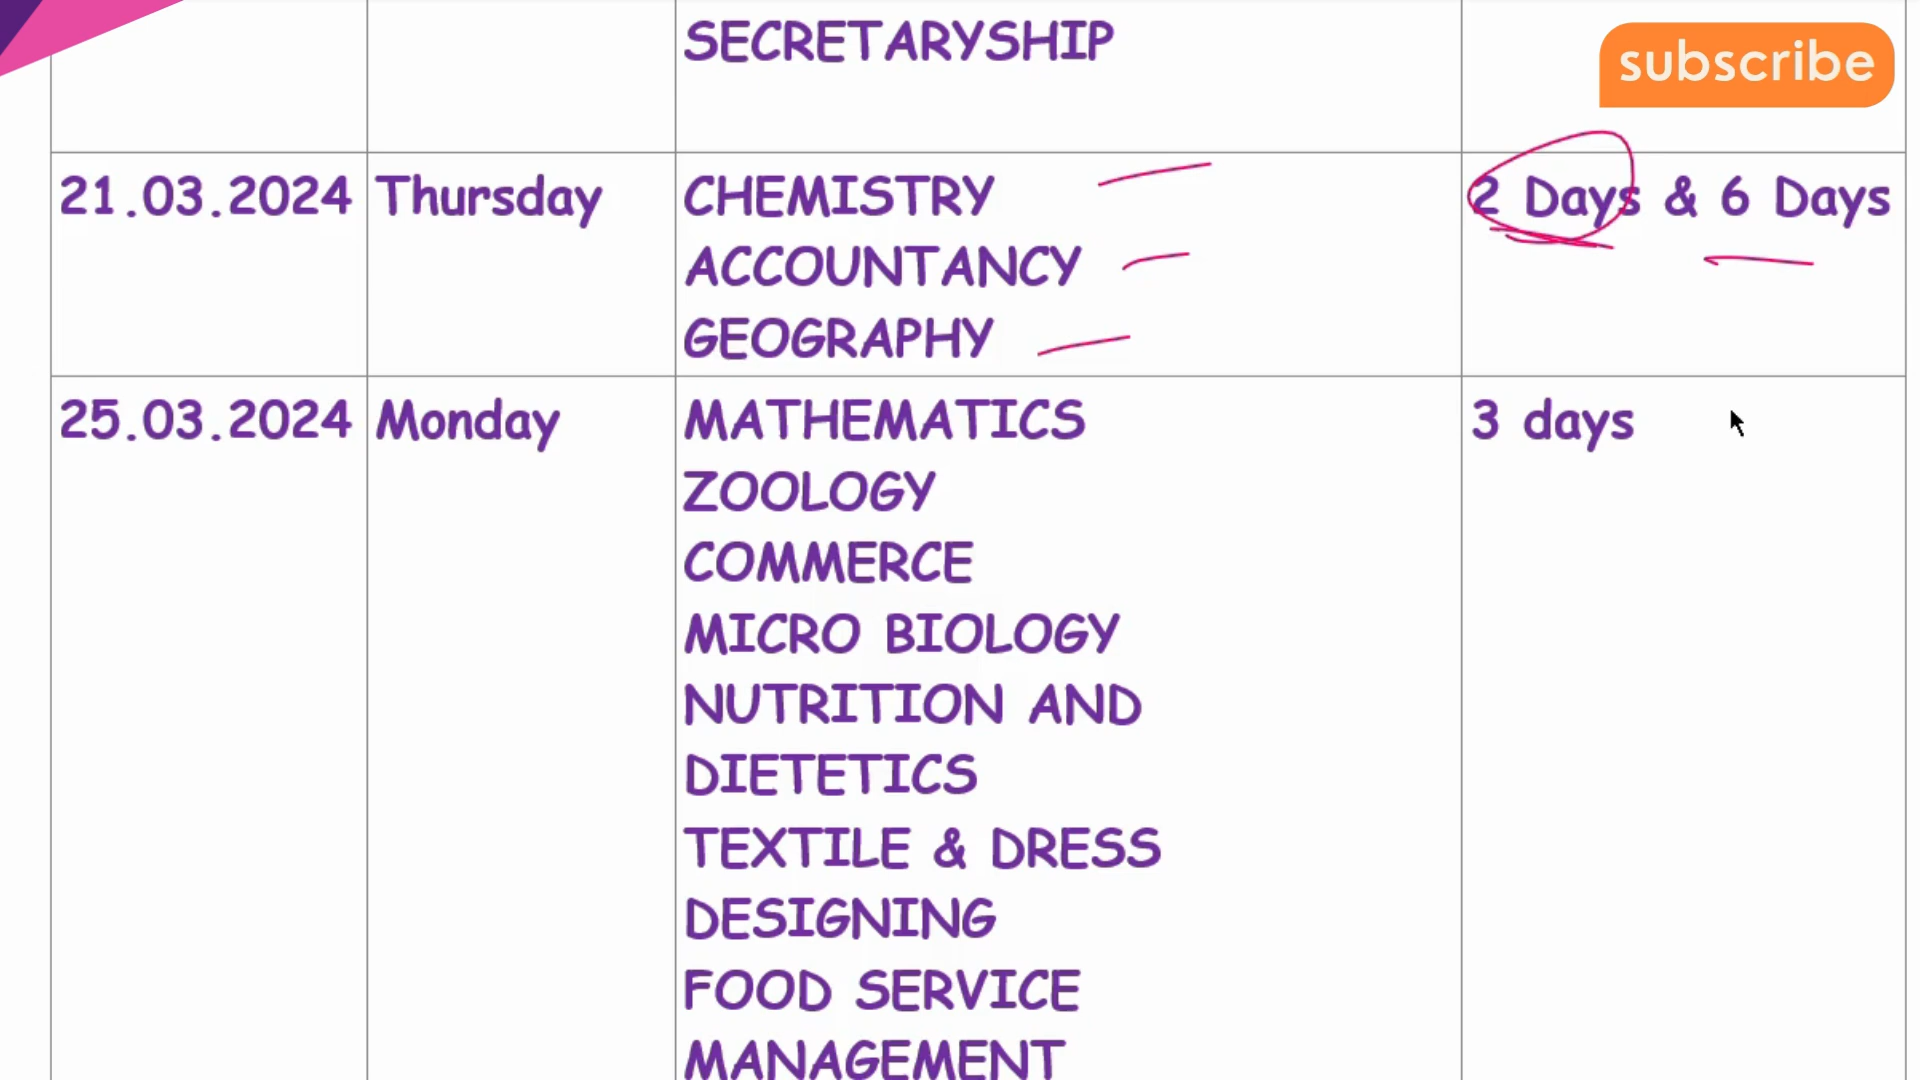 SECRETARYSHIP
subscribe
21.03.2024 Thursday CHEMISTRY 2 Days & 6 Days
ACCOUNTANCY
GEOGRAPHY
25.03.2024 Monday MATHEMATICS 3 days
ZOOLOGY
COMMERCE
MICRO BIOLOGY
NUTRITION AND
DIETETICS
TEXTILE & DRESS
DESIGNING
FOOD SERVICE
MANAGEMENT